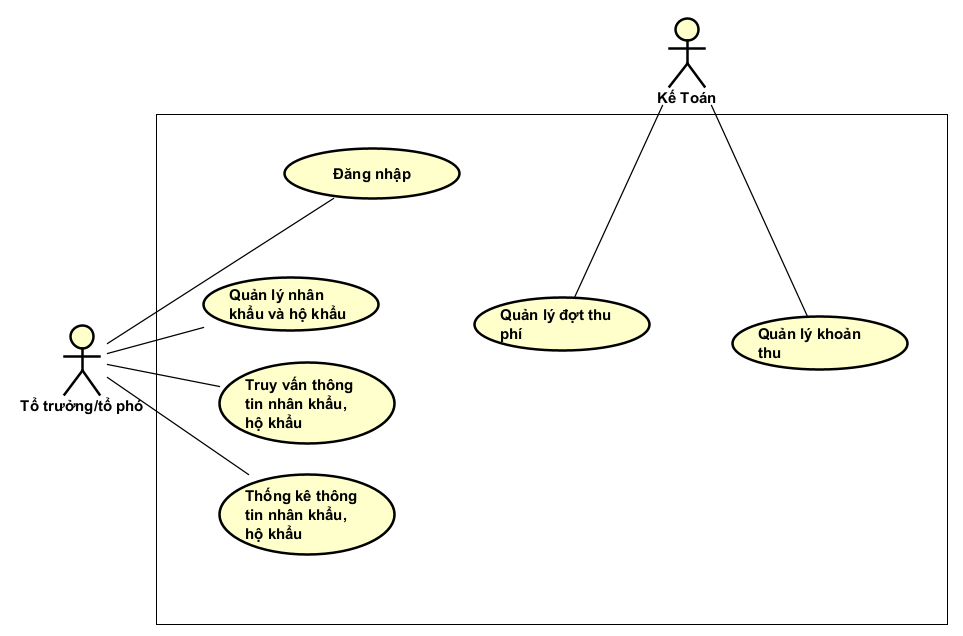 Kế Toán
Đăng nhập
Quản lý nhân
khẩu và hộ khẩu
Quản lý đợt thu
phí
Quản lý khoản
thu
Truy vấn thông
tin nhân khẩu,
hộ khẩu
Tổ trưởng/tổ phó
Thống kê thông
tin nhân khẩu,
hộ khẩu